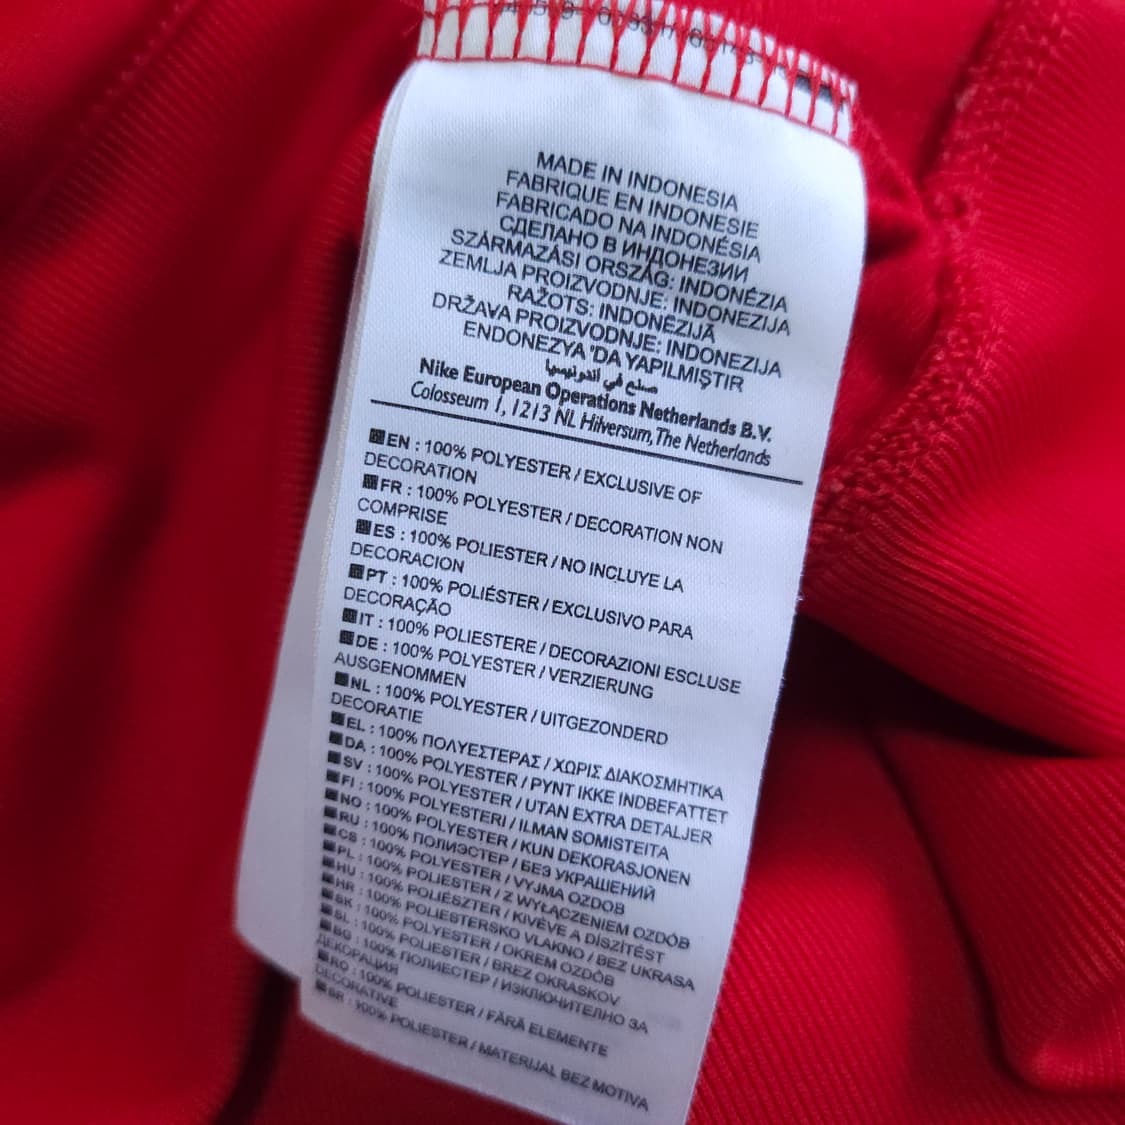 MADE IN INDONESIA
FABRIQUE EN INDONESIE
FABRICADO NA INDONÉSIA
СДЕЛАНО В ИНДОНЕЗИИ
SZÁRMAZÁSI ORSZÁG: INDONÉZIA
ZEMLJA PROIZVODNJE: INDONEZIJA
RAŽOTS: INDONĒZIJĀ
DRŽAVA PROIZVODNJE: INDONEZIJA
ENDONEZYA 'DA YAPILMIŞTIR
صنع في اندونيسيا
Nike European Operations Netherlands B.V.
Colosseum 1, 1213 NL Hilversum, The Netherlands
EN : 100% POLYESTER / EXCLUSIVE OF
DECORATION
FR : 100% POLYESTER / DECORATION NON
COMPRISE
ES : 100% POLIESTER / NO INCLUYE LA
DECORACION
PT : 100% POLIÉSTER / EXCLUSIVO PARA
DECORAÇÃO
IT : 100% POLIESTERE / DECORAZIONI ESCLUSE
DE : 100% POLYESTER / VERZIERUNG
AUSGENOMMEN
NL : 100% POLYESTER / UITGEZONDERD
DECORATIE
EL : 100% ΠΟΛΥΕΣΤΕΡΑΣ / ΧΩΡΙΣ ΔΙΑΚΟΣΜΗΤΙΚΑ
DA : 100% POLYESTER / PYNT IKKE INDBEFATTET
SV : 100% POLYESTER / UTAN EXTRA DETALJER
FI : 100% POLYESTERI / ILMAN SOMISTEITA
NO : 100% POLYESTER / KUN DEKORASJONEN
RU : 100% ПОЛИЭСТЕР / БЕЗ УКРАШЕНИЙ
CS : 100% POLYESTER / VYJMA OZDOB
PL : 100% POLIESTER / Z WYŁĄCZENIEM OZDÓB
HU : 100% POLIÉSZTER / KIVÉVE A DÍSZÍTÉST
HR : 100% POLIESTERSKO VLAKNO / BEZ UKRASA
SK : 100% POLYESTER / OKREM OZDÔB
SL : 100% POLIESTER / BREZ OKRASKOV
BG : 100% ПОЛИЕСТЕР / ИЗКЛЮЧИТЕЛНО ЗА
ДЕКОРАЦИЯ
RO : 100% POLIESTER / FĂRĂ ELEMENTE
DECORATIVE
SR : 100% POLIESTER / MATERIJAL BEZ MOTIVA